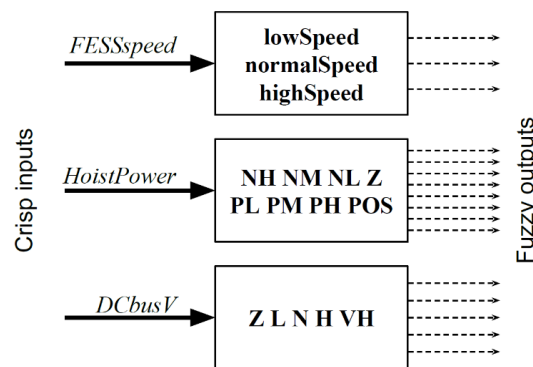 Crisp inputs
FESSspeed
lowSpeed
normalSpeed
highSpeed
HoistPower
NH NM NL Z
PL PM PH POS
DCbusV
Z L N H VH
Fuzzy outputs